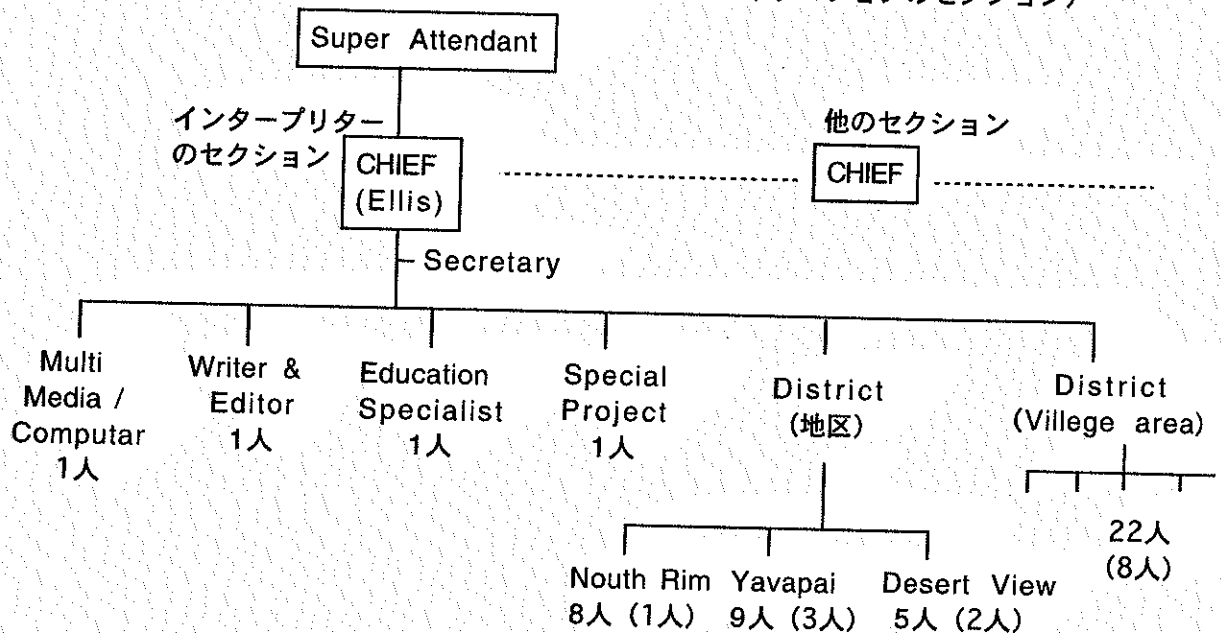 Super Attendant
インタープリター
のセクション
CHIEF
(Ellis)
他のセクション
CHIEF
Secretary
Multi
Media /
Computar
1人
Writer &
Editor
1人
Education
Specialist
1人
Special
Project
1人
District
(地区)
District
(Villege area)
22人
(8人)
Nouth Rim
8人 (1人)
Yavapai
9人 (3人)
Desert View
5人 (2人)